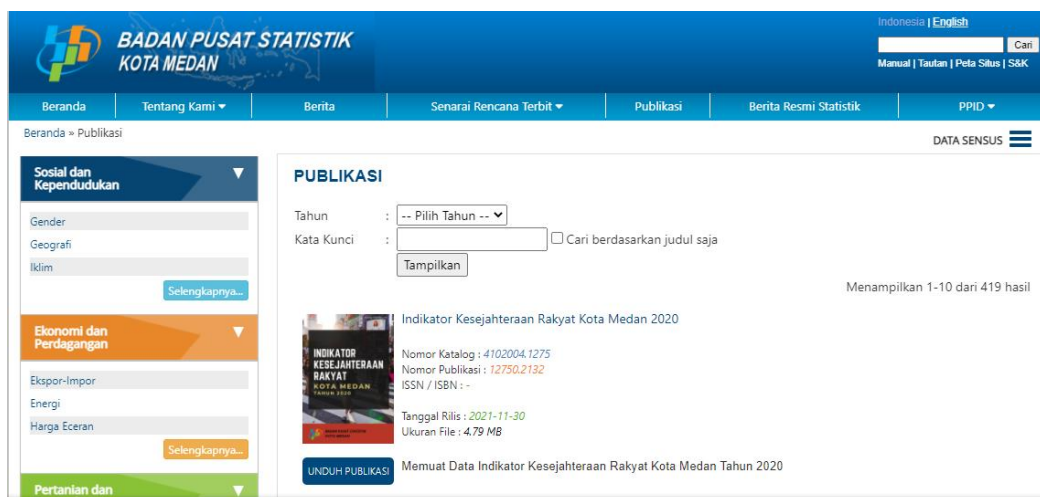 Indonesia | English
BADAN PUSAT STATISTIK
KOTA MEDAN
Cari
Manual | Tautan | Peta Situs | S&K
Beranda
Tentang Kami ▾
Berita
Senarai Rencana Terbit ▾
Publikasi
Berita Resmi Statistik
PPID ▾
Beranda » Publikasi
DATA SENSUS
Sosial dan
Kependudukan
Gender
Geografi
Iklim
Selengkapnya...
Ekonomi dan
Perdagangan
Ekspor-Impor
Energi
Harga Eceran
Selengkapnya...
Pertanian dan
PUBLIKASI
Tahun : -- Pilih Tahun --
Kata Kunci : Cari berdasarkan judul saja
Tampilkan
Menampilkan 1-10 dari 419 hasil
INDIKATOR
KESEJAHTERAAN
RAKYAT
KOTA MEDAN
TAHUN 2020
Indikator Kesejahteraan Rakyat Kota Medan 2020
Nomor Katalog : 4102004.1275
Nomor Publikasi : 12750.2132
ISSN / ISBN : -
Tanggal Rilis : 2021-11-30
Ukuran File : 4.79 MB
UNDUH PUBLIKASI
Memuat Data Indikator Kesejahteraan Rakyat Kota Medan Tahun 2020